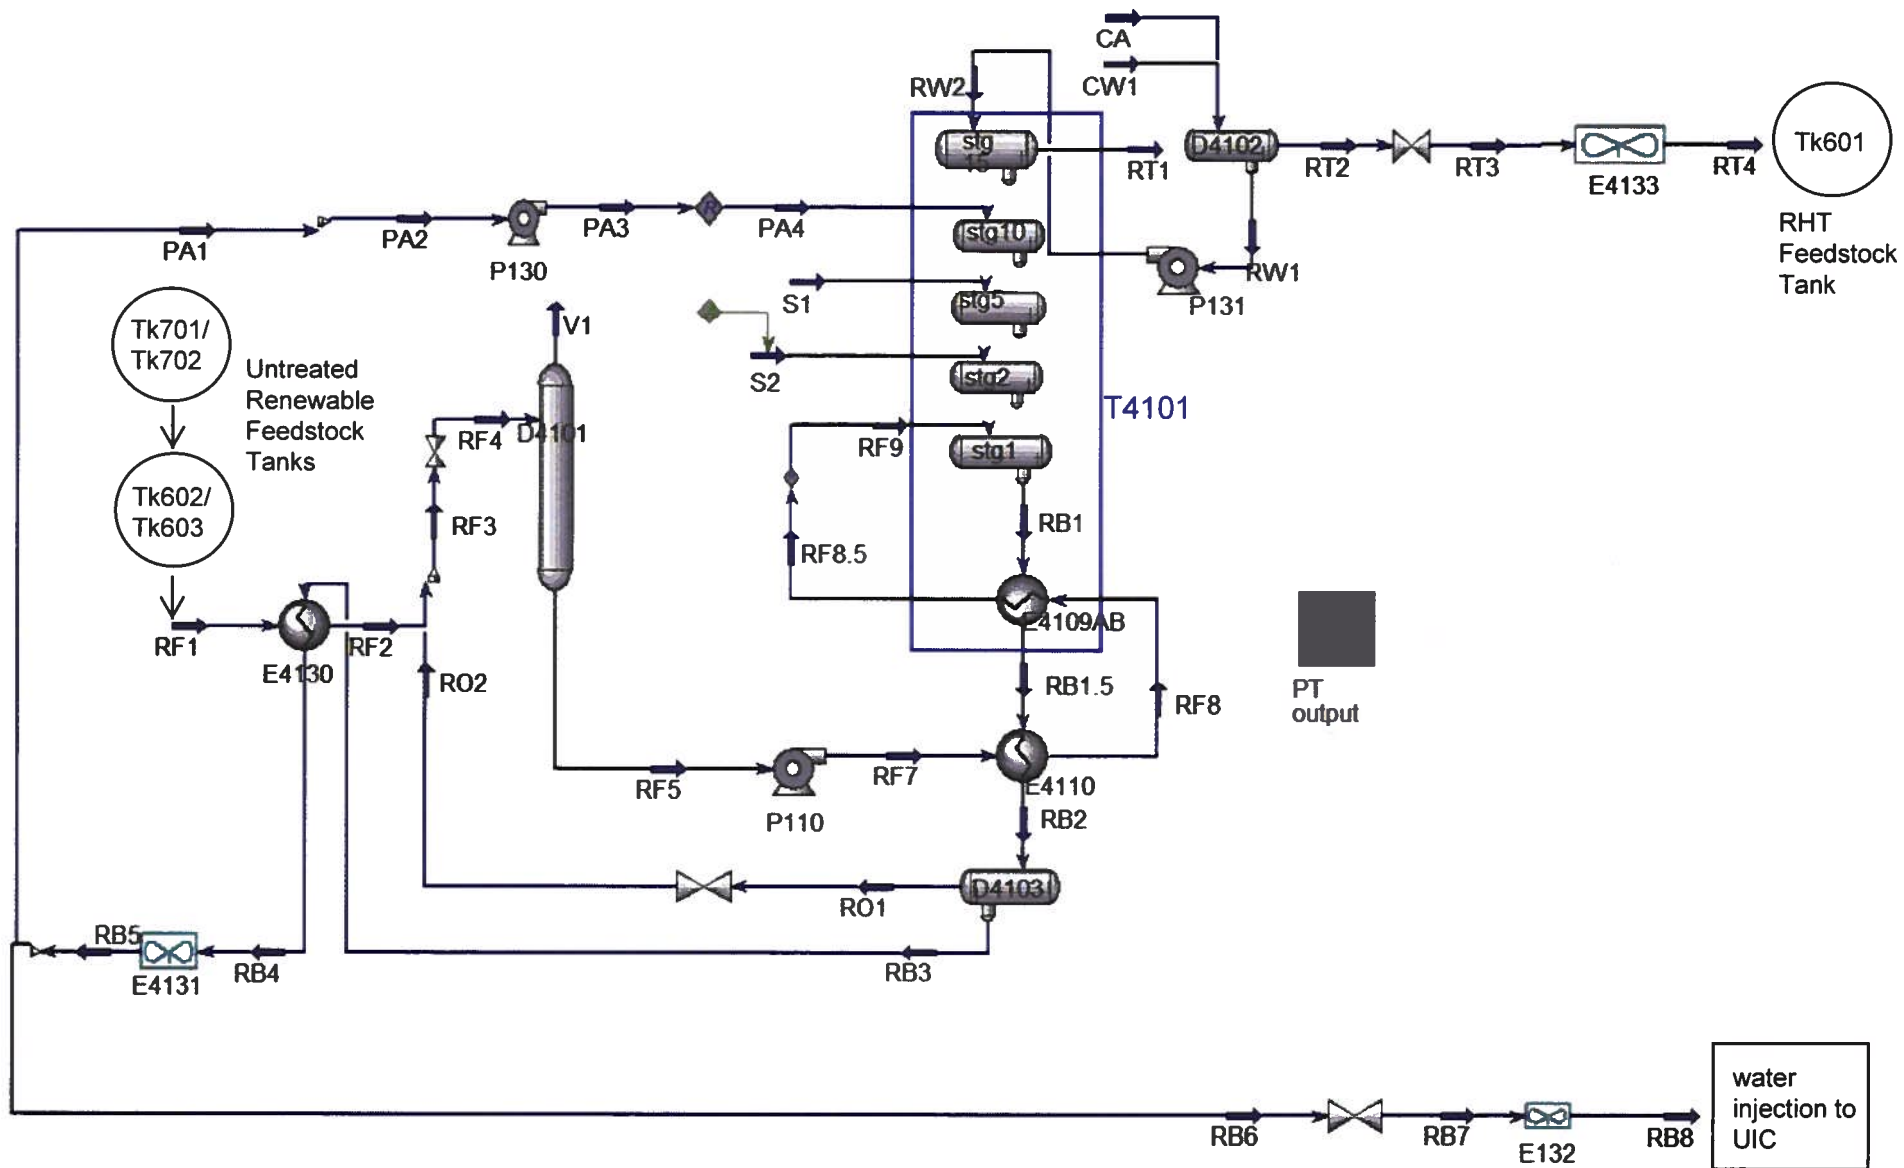 CA
CW1
RW2
stg
15
RT1
D4102
RT2
RT3
E4133
RT4
Tk601
RHT
Feedstock
Tank
PA1
PA2
P130
PA3
R
PA4
stg10
RW1
P131
S1
stg5
S2
stg2
T4101
Tk701/
Tk702
Untreated
Renewable
Feedstock
Tanks
Tk602/
Tk603
V1
RF4
D4101
RF3
RF9
stg1
RB1
RF8.5
E4109AB
RF1
E4130
RF2
RO2
RB1.5
RF8
PT
output
RF5
P110
RF7
E4110
RB2
D4103
RO1
RB5
E4131
RB4
RB3
RB6
RB7
E132
RB8
water
injection to
UIC